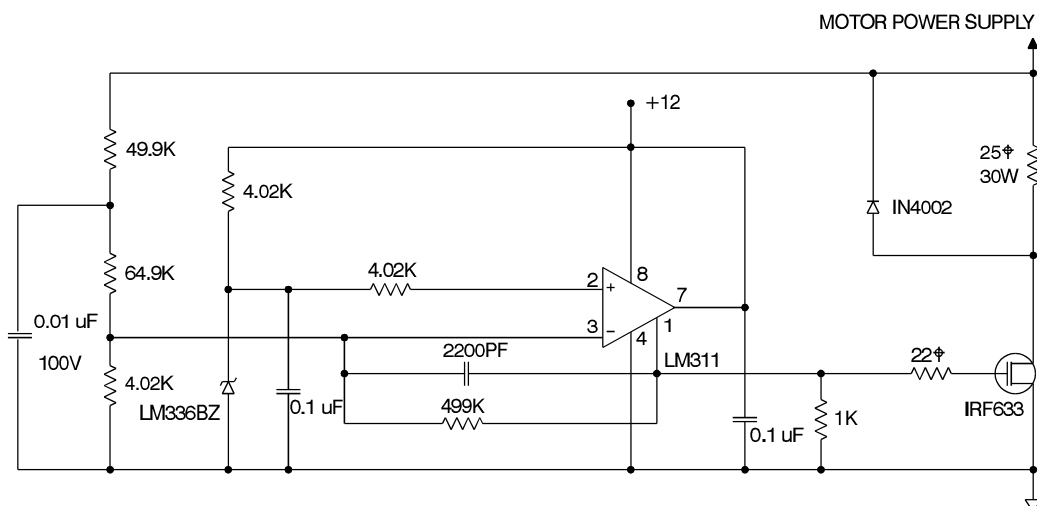 MOTOR POWER SUPPLY
+12
49.9K
25⌽
30W
4.02K
IN4002
64.9K
4.02K
2
+
8
7
0.01 uF
100V
3
−
4
1
2200PF
LM311
22⌽
4.02K
LM336BZ
0.1 uF
499K
IRF633
1K
0.1 uF